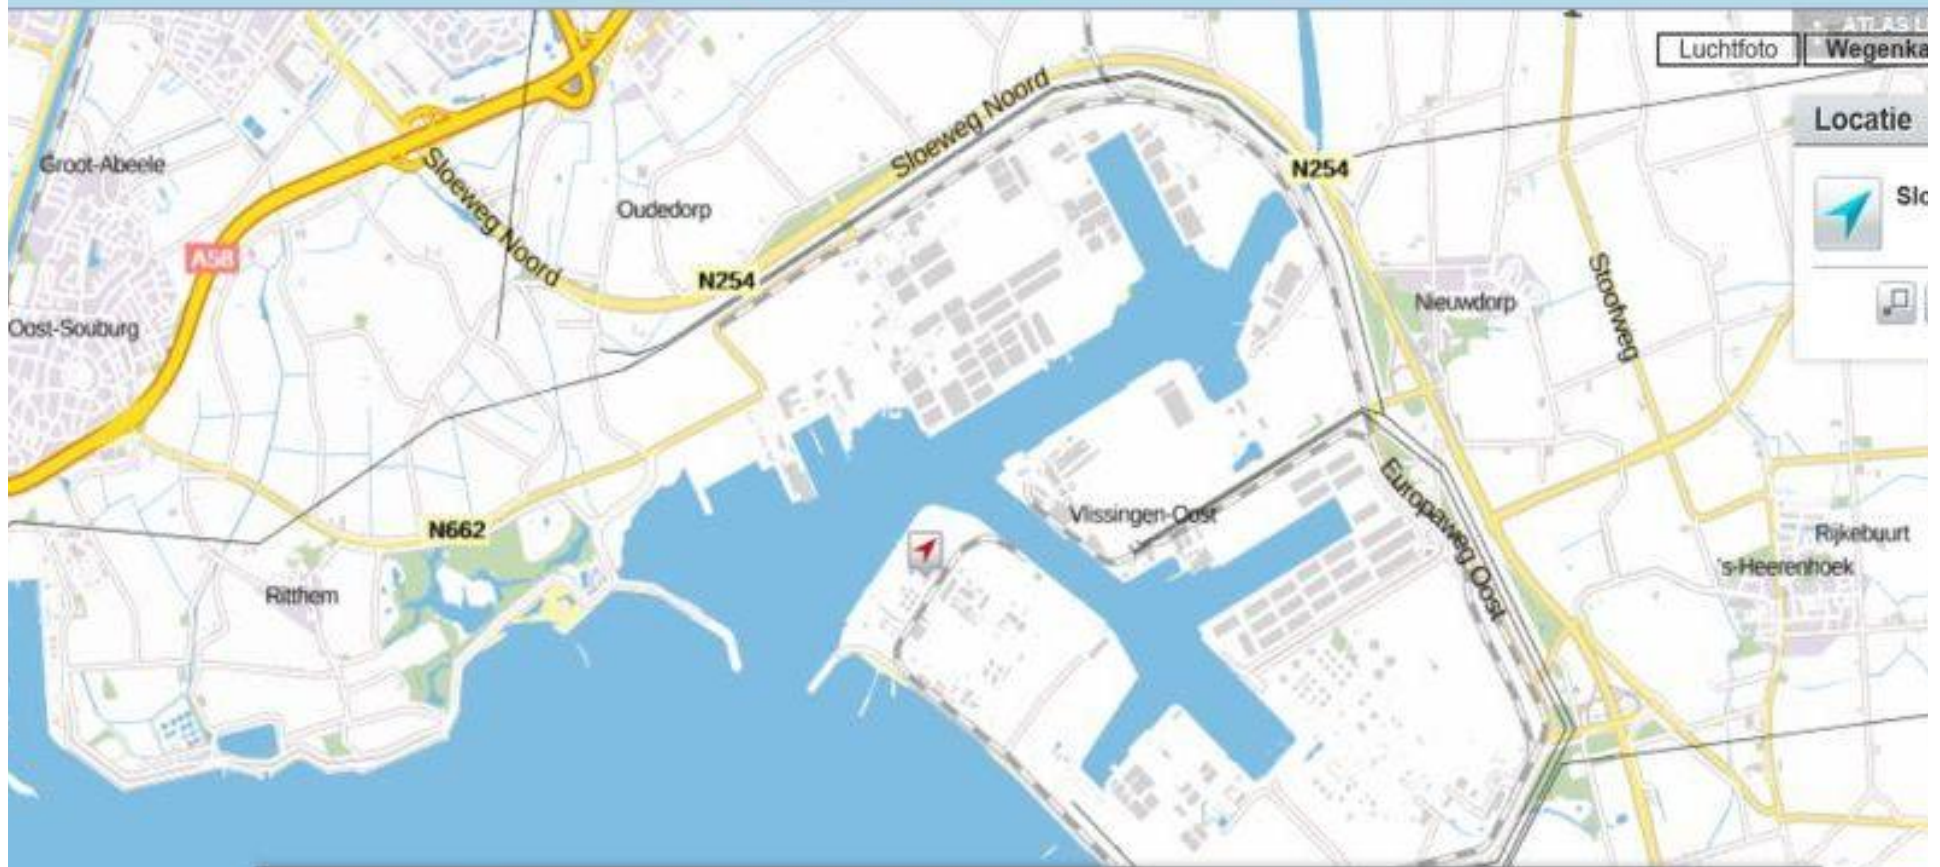 ATLAS L
Luchtfoto
Wegenka
Locatie
Slo
Groot-Abeele
Sloeweg Noord
Sloeweg Noord
N254
Oudedorp
A58
N254
Nieuwdorp
Stoofweg
Oost-Souburg
Vlissingen-Oost
Europaweg Oost
N662
Rijkebuurt
's-Heerenhoek
Ritthem